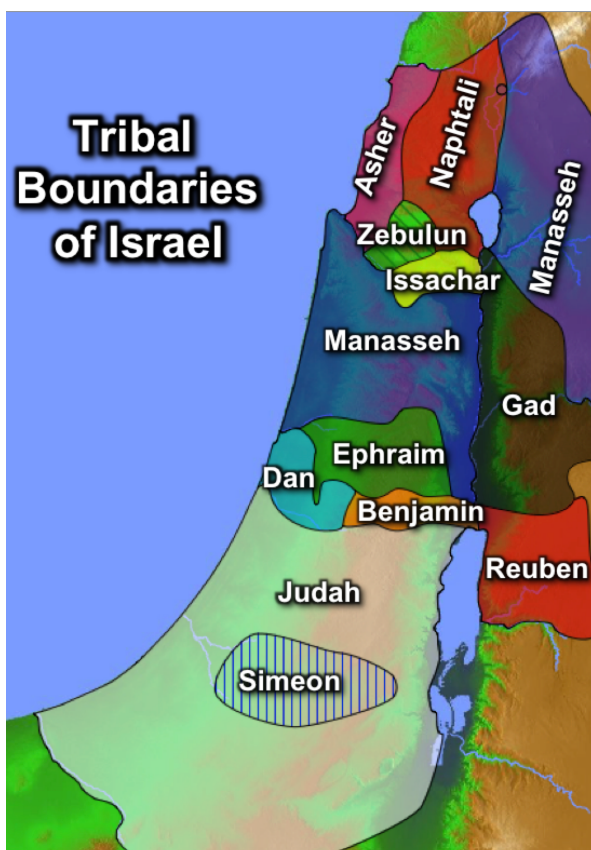 Tribal
Boundaries
of Israel
Asher
Naphtali
Manasseh
Zebulun
Issachar
Manasseh
Gad
Ephraim
Dan
Benjamin
Reuben
Judah
Simeon